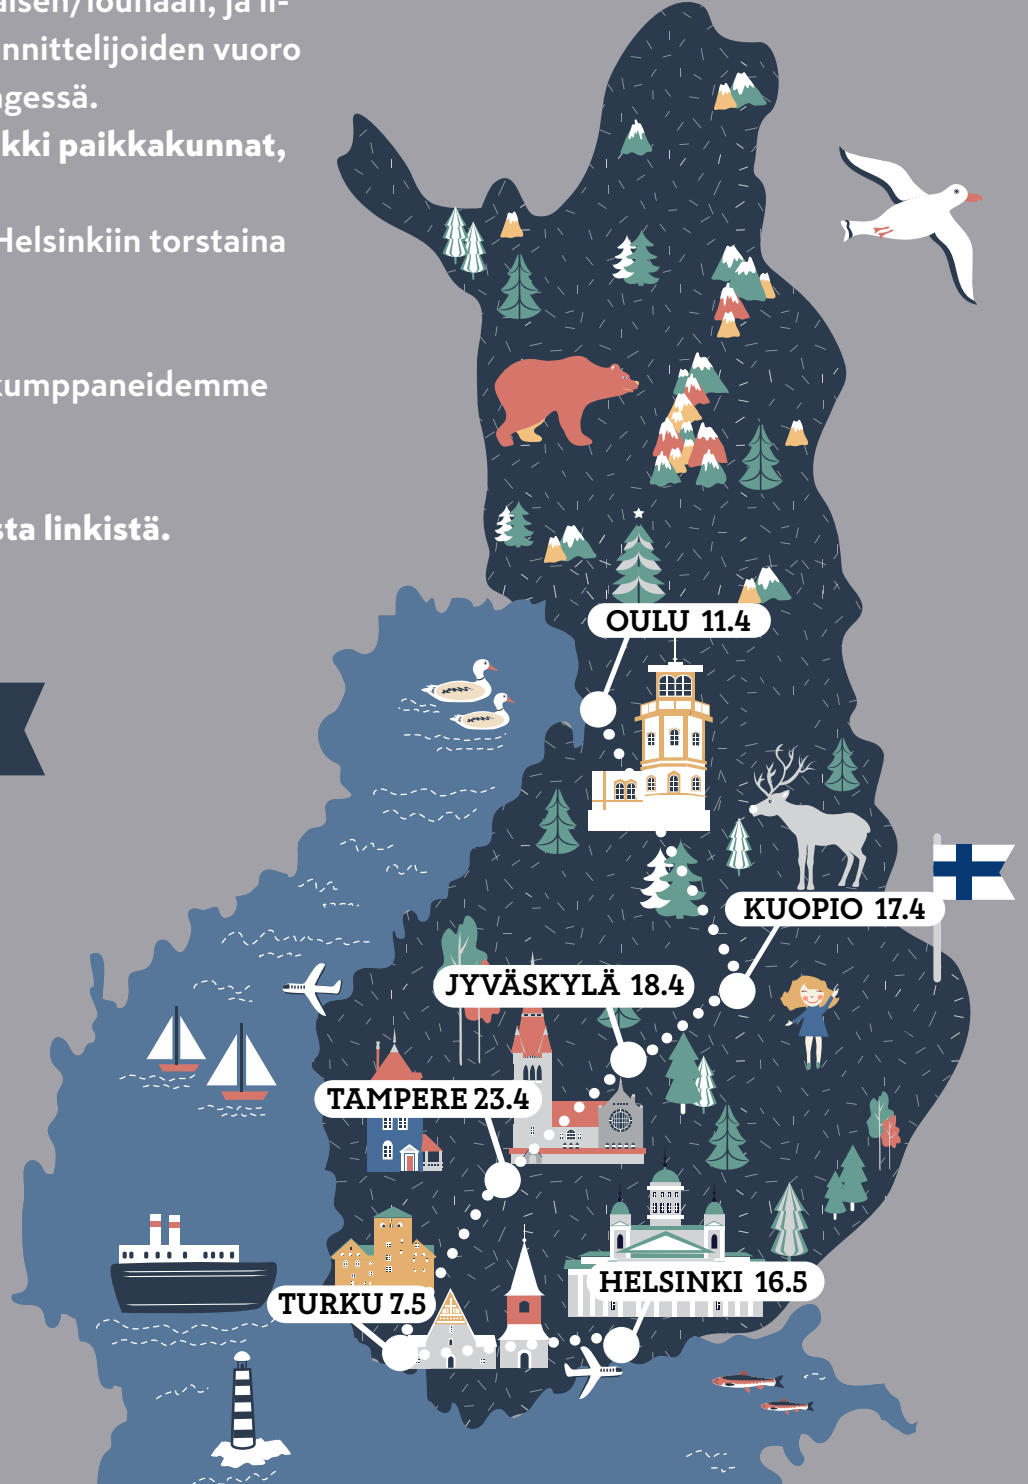 nnittelijoiden vuoro
gessä.
kki paikkakunnat,
Helsinkiin torstaina
kumppaneidemme
sta linkistä.
OULU 11.4
KUOPIO 17.4
JYVÄSKYLÄ 18.4
TAMPERE 23.4
HELSINKI 16.5
TURKU 7.5